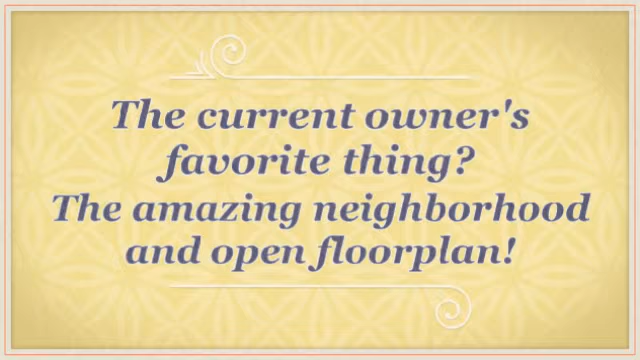 The current owner's
favorite thing?
The amazing neighborhood
and open floorplan!